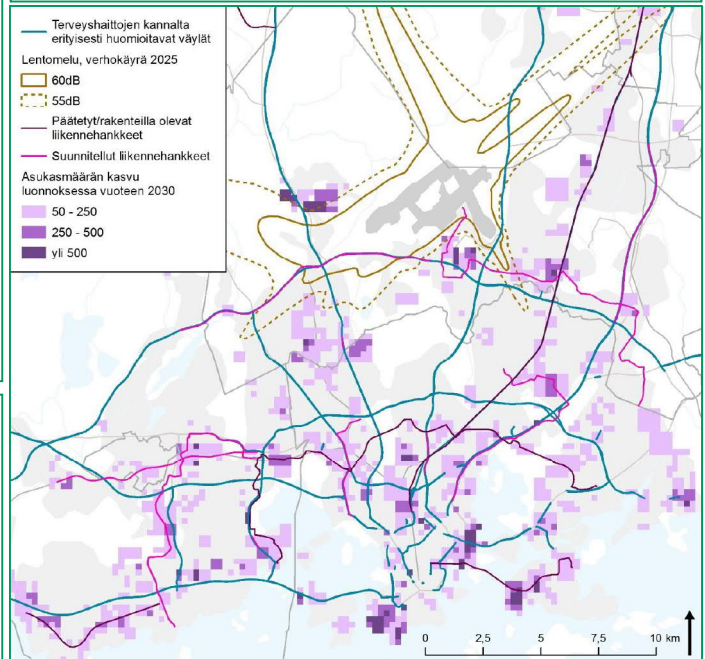 Terveyshaittojen kannalta
erityisesti huomioitavat väylät
Lentomelu, verhokäyrä 2025
60dB
55dB
Päätetyt/rakenteilla olevat
liikennehankkeet
Suunnitellut liikennehankkeet
Asukasmäärän kasvu
luonnoksessa vuoteen 2030
50 - 250
250 - 500
yli 500
0 2,5 5 7,5 10 km